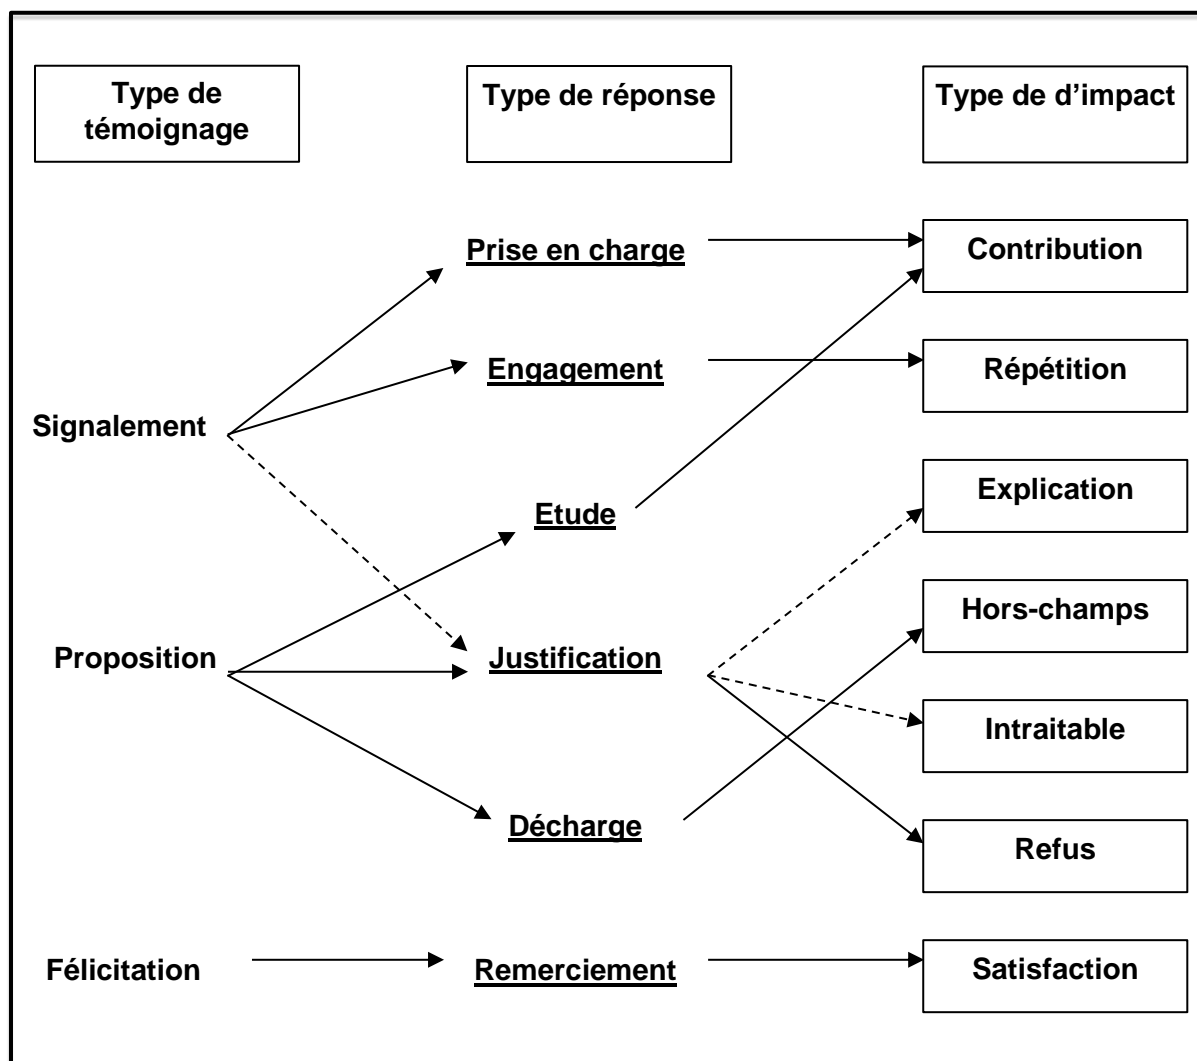 Type de
témoignage
Type de réponse
Type de d’impact
Prise en charge
Contribution
Engagement
Répétition
Signalement
Explication
Etude
Hors-champs
Proposition
Justification
Intraitable
Décharge
Refus
Félicitation
Remerciement
Satisfaction